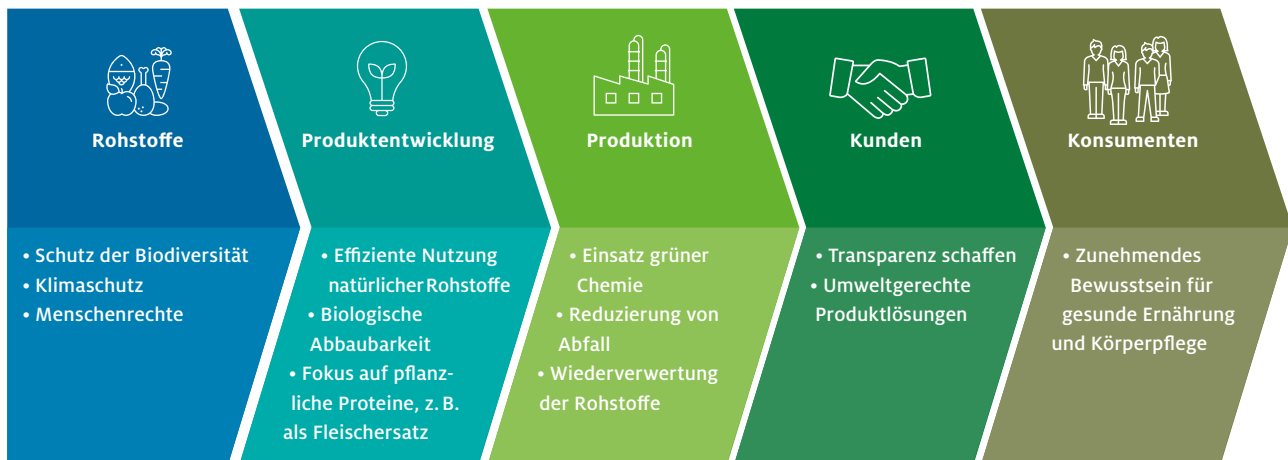 Rohstoffe
• Schutz der Biodiversität
• Klimaschutz
• Menschenrechte
Produktentwicklung
• Effiziente Nutzung
natürlicher Rohstoffe
• Biologische
Abbaubarkeit
• Fokus auf pflanz-
liche Proteine, z. B.
als Fleischersatz
Produktion
• Einsatz grüner
Chemie
• Reduzierung von
Abfall
• Wiederverwertung
der Rohstoffe
Kunden
• Transparenz schaffen
• Umweltgerechte
Produktlösungen
Konsumenten
• Zunehmendes
Bewusstsein für
gesunde Ernährung
und Körperpflege